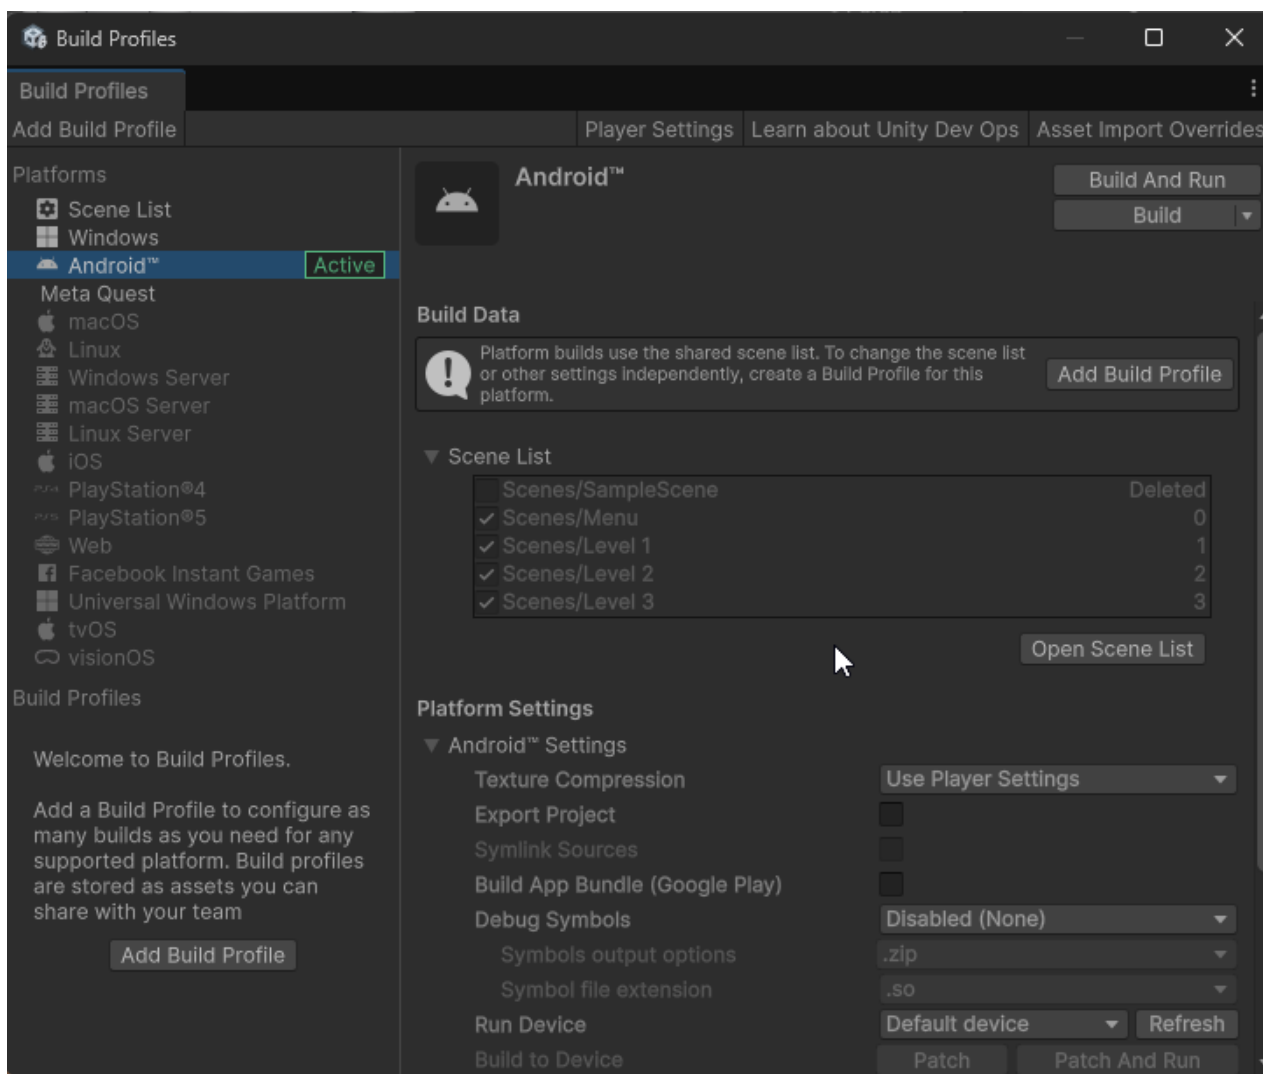 Build Profiles
Build Profiles
Add Build Profile
Player Settings
Learn about Unity Dev Ops
Asset Import Overrides
Platforms
Scene List
Windows
Android™
Active
Meta Quest
macOS
Linux
Windows Server
macOS Server
Linux Server
iOS
PlayStation®4
PlayStation®5
Web
Facebook Instant Games
Universal Windows Platform
tvOS
visionOS
Build Profiles
Welcome to Build Profiles.
Add a Build Profile to configure as
many builds as you need for any
supported platform. Build profiles
are stored as assets you can
share with your team
Add Build Profile
Android™
Build And Run
Build
Build Data
Platform builds use the shared scene list. To change the scene list
or other settings independently, create a Build Profile for this
platform.
Add Build Profile
Scene List
Scenes/SampleScene Deleted
Scenes/Menu 0
Scenes/Level 1 1
Scenes/Level 2 2
Scenes/Level 3 3
Open Scene List
Platform Settings
Android™ Settings
Texture Compression Use Player Settings
Export Project
Symlink Sources
Build App Bundle (Google Play)
Debug Symbols Disabled (None)
Symbols output options .zip
Symbol file extension .so
Run Device Default device Refresh
Build to Device Patch Patch And Run